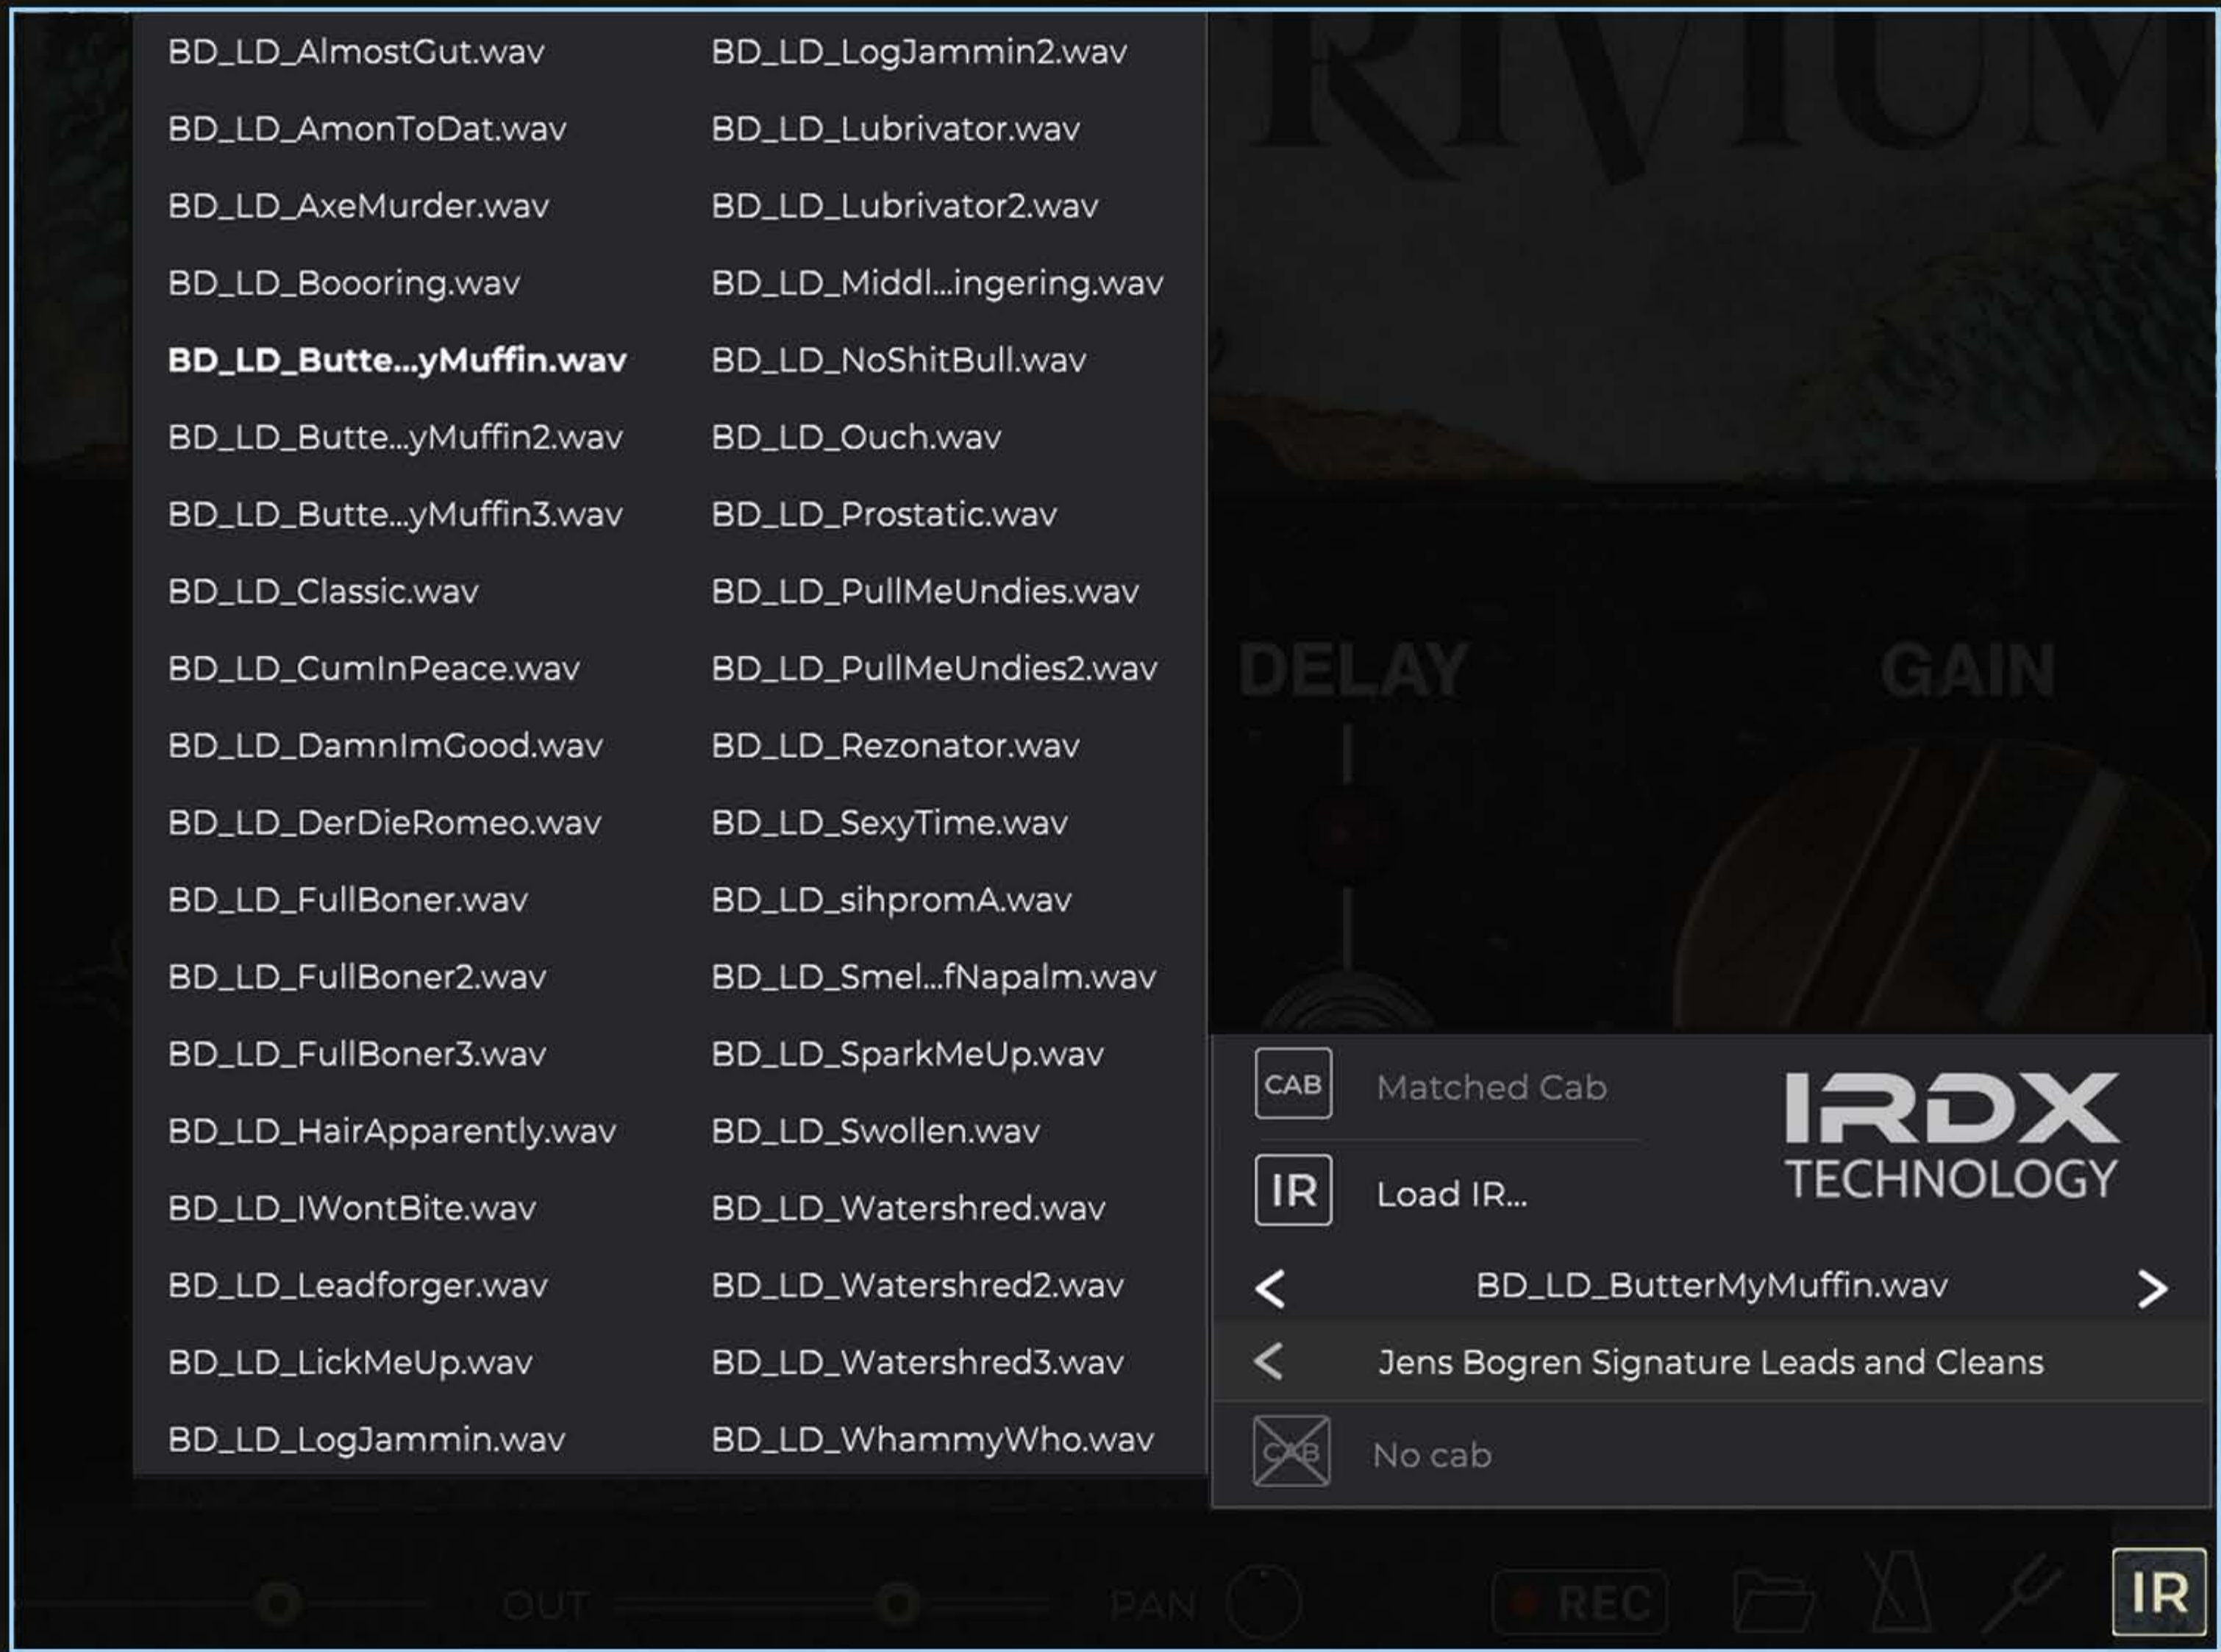 BD_LD_AlmostGut.wav
BD_LD_AmonToDat.wav
BD_LD_AxeMurder.wav
BD_LD_Boooring.wav
BD_LD_Butte...yMuffin.wav
BD_LD_Butte...yMuffin2.wav
BD_LD_Butte...yMuffin3.wav
BD_LD_Classic.wav
BD_LD_CumInPeace.wav
BD_LD_DamnImGood.wav
BD_LD_DerDieRomeo.wav
BD_LD_FullBoner.wav
BD_LD_FullBoner2.wav
BD_LD_FullBoner3.wav
BD_LD_HairApparently.wav
BD_LD_IWontBite.wav
BD_LD_Leadforger.wav
BD_LD_LickMeUp.wav
BD_LD_LogJammin.wav
BD_LD_LogJammin2.wav
BD_LD_Lubrivator.wav
BD_LD_Lubrivator2.wav
BD_LD_Middl...ingering.wav
BD_LD_NoShitBull.wav
BD_LD_Ouch.wav
BD_LD_Prostatic.wav
BD_LD_PullMeUndies.wav
BD_LD_PullMeUndies2.wav
BD_LD_Rezonator.wav
BD_LD_SexyTime.wav
BD_LD_sihpromA.wav
BD_LD_Smel...fNapalm.wav
BD_LD_SparkMeUp.wav
BD_LD_Swollen.wav
BD_LD_Watershred.wav
BD_LD_Watershred2.wav
BD_LD_Watershred3.wav
BD_LD_WhammyWho.wav
RIVIUM
DELAY
GAIN
CAB Matched Cab
IRDX
TECHNOLOGY
IR Load IR...
< BD_LD_ButterMyMuffin.wav >
< Jens Bogren Signature Leads and Cleans
CAB No cab
OUT
PAN
REC
IR